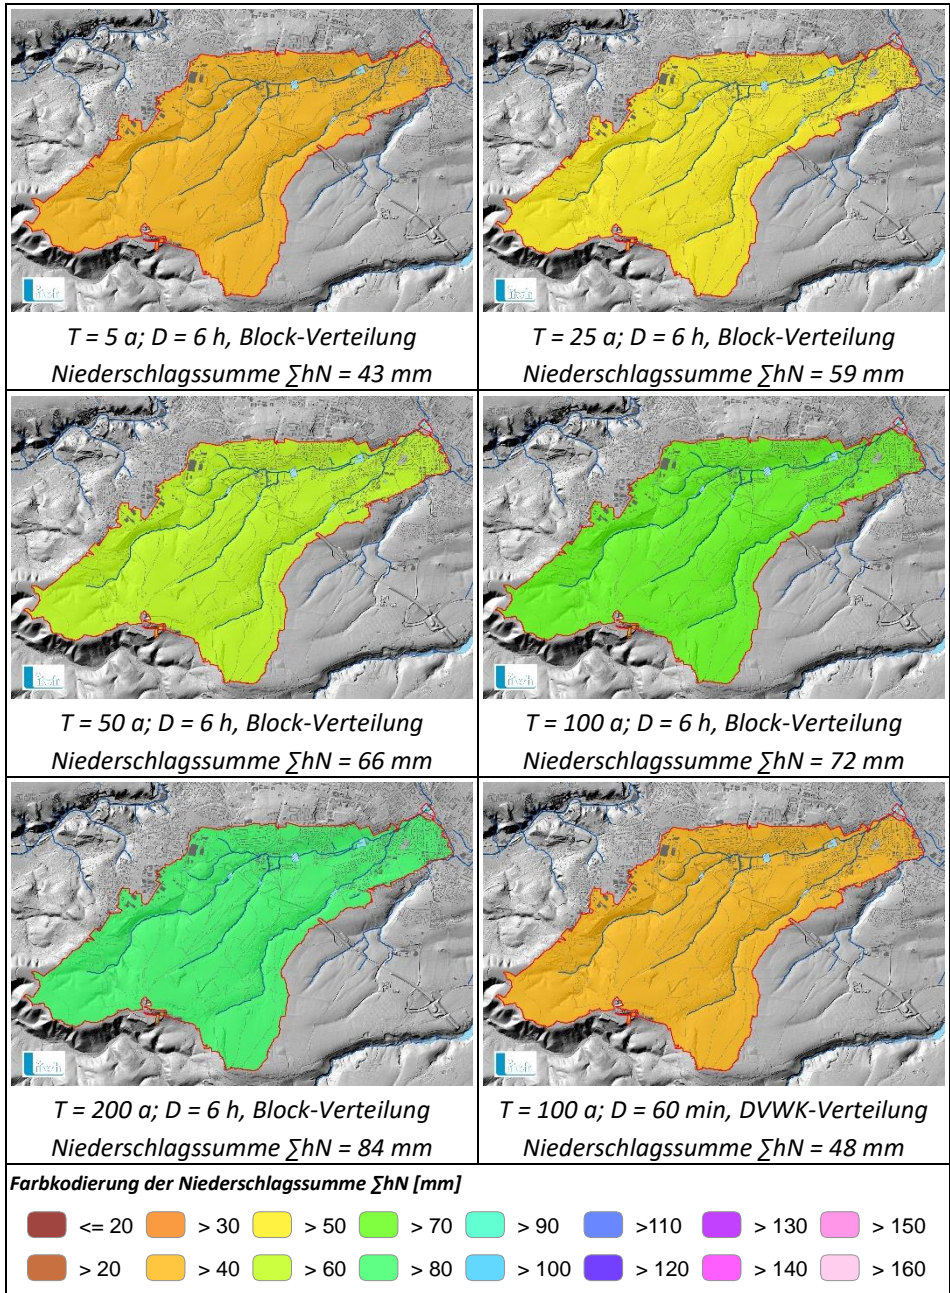 T = 5 a; D = 6 h, Block-Verteilung
Niederschlagssumme ∑hN = 43 mm
T = 25 a; D = 6 h, Block-Verteilung
Niederschlagssumme ∑hN = 59 mm
T = 50 a; D = 6 h, Block-Verteilung
Niederschlagssumme ∑hN = 66 mm
T = 100 a; D = 6 h, Block-Verteilung
Niederschlagssumme ∑hN = 72 mm
T = 200 a; D = 6 h, Block-Verteilung
Niederschlagssumme ∑hN = 84 mm
T = 100 a; D = 60 min, DVWK-Verteilung
Niederschlagssumme ∑hN = 48 mm
Farbkodierung der Niederschlagssumme ∑hN [mm]
<= 20 > 30 > 50 > 70 > 90 >110 > 130 > 150
> 20 > 40 > 60 > 80 > 100 > 120 > 140 > 160